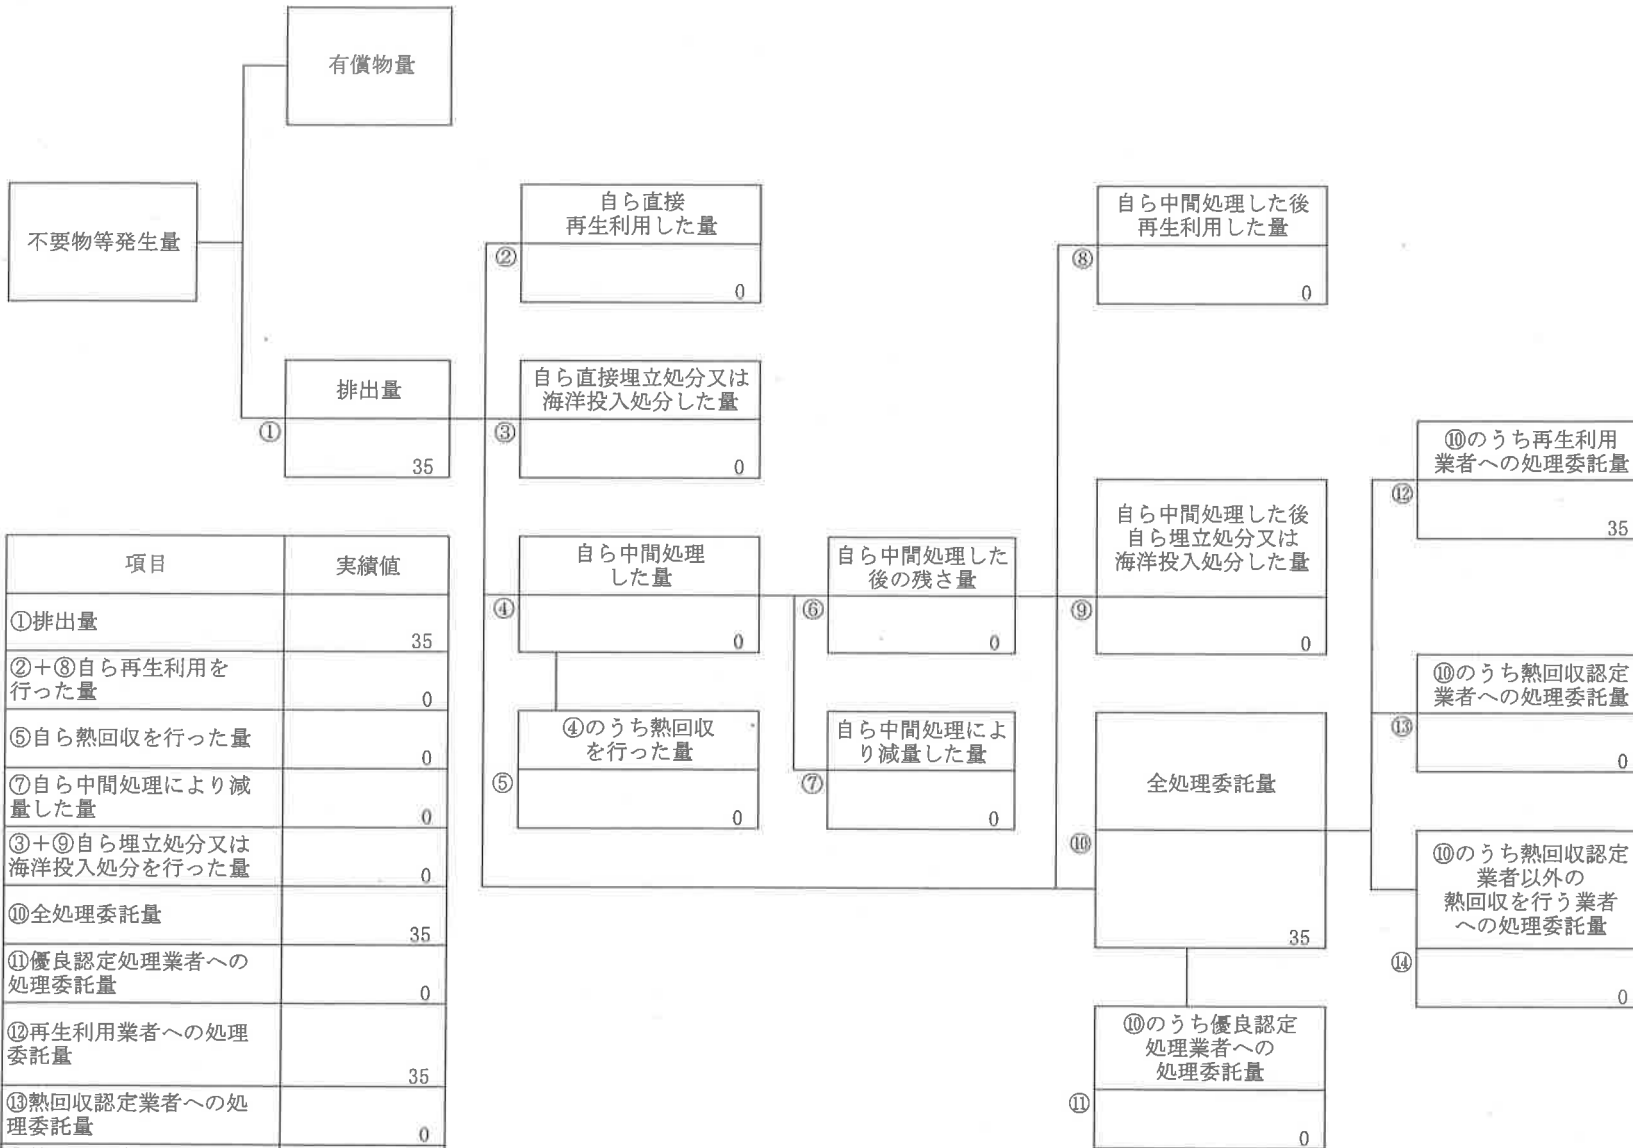 有償物量
不要物等発生量
自ら直接
再生利用した量
②
0
自ら中間処理した後
再生利用した量
⑧
0
排出量
①
35
自ら直接埋立処分又は
海洋投入処分した量
③
0
⑩のうち再生利用
業者への処理委託量
⑫
35
自ら中間処理
した量
④
0
自ら中間処理した
後の残さ量
⑥
0
自ら中間処理した後
自ら埋立処分又は
海洋投入処分した量
⑨
0
⑩のうち熱回収認定
業者への処理委託量
⑬
0
④のうち熱回収
を行った量
⑤
0
自ら中間処理によ
り減量した量
⑦
0
全処理委託量
⑩
35
⑩のうち熱回収認定
業者以外の
熱回収を行う業者
への処理委託量
⑭
0
⑩のうち優良認定
処理業者への
処理委託量
⑪
0
項目 実績値
①排出量
35
②+⑧自ら再生利用を
行った量
0
⑤自ら熱回収を行った量
0
⑦自ら中間処理により減
量した量
0
③+⑨自ら埋立処分又は
海洋投入処分を行った量
0
⑩全処理委託量
35
⑪優良認定処理業者への
処理委託量
0
⑫再生利用業者への処理
委託量
35
⑬熱回収認定業者への処
理委託量
0